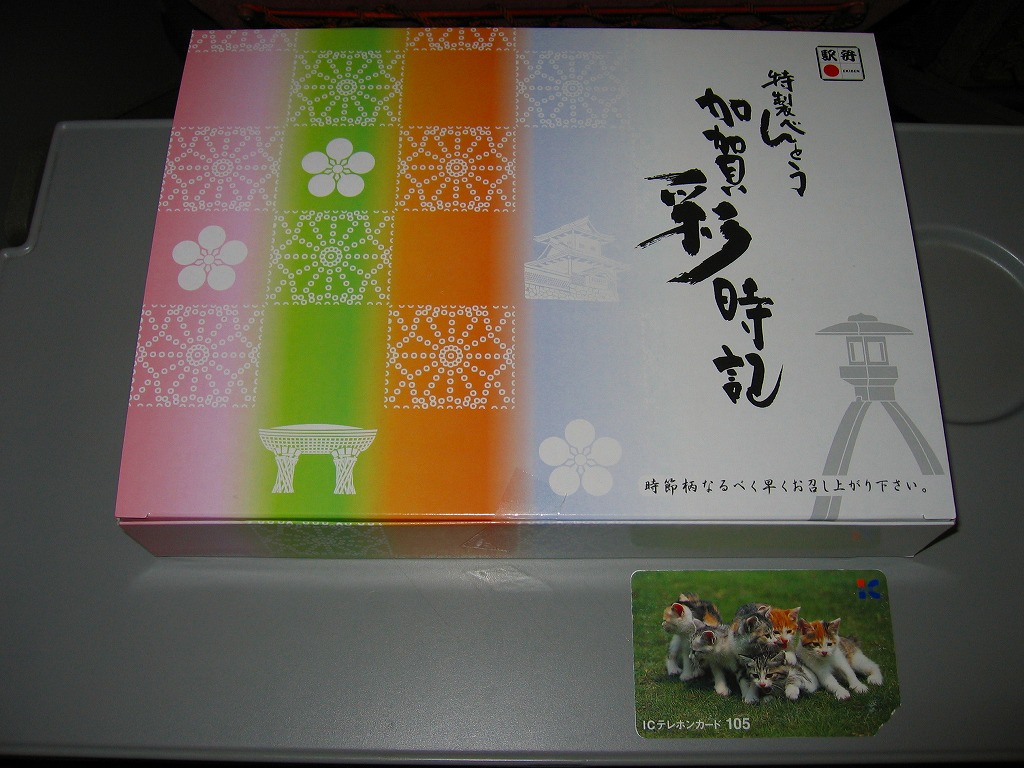 駅弁
EKIBEN
特製べんとう
加賀彩時記
時節柄なるべく早くお召し上がり下さい。
ICテレホンカード 105